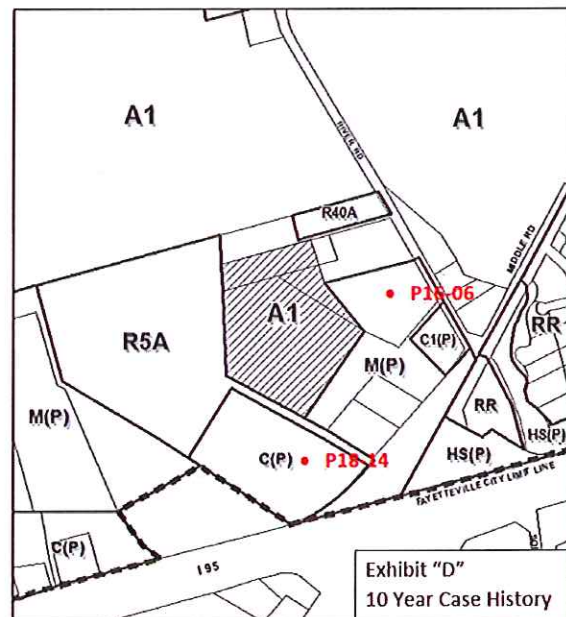 A1
A1
RIVER RD
R40A
MIDDLE RD
P16-06
A1
RR
R5A
C1(P)
M(P)
M(P)
RR
C(P)
P18-14
HS(P)
HS(P)
FAYETTEVILLE CITY LIMIT LINE
C(P)
I 95
Exhibit "D"
10 Year Case History